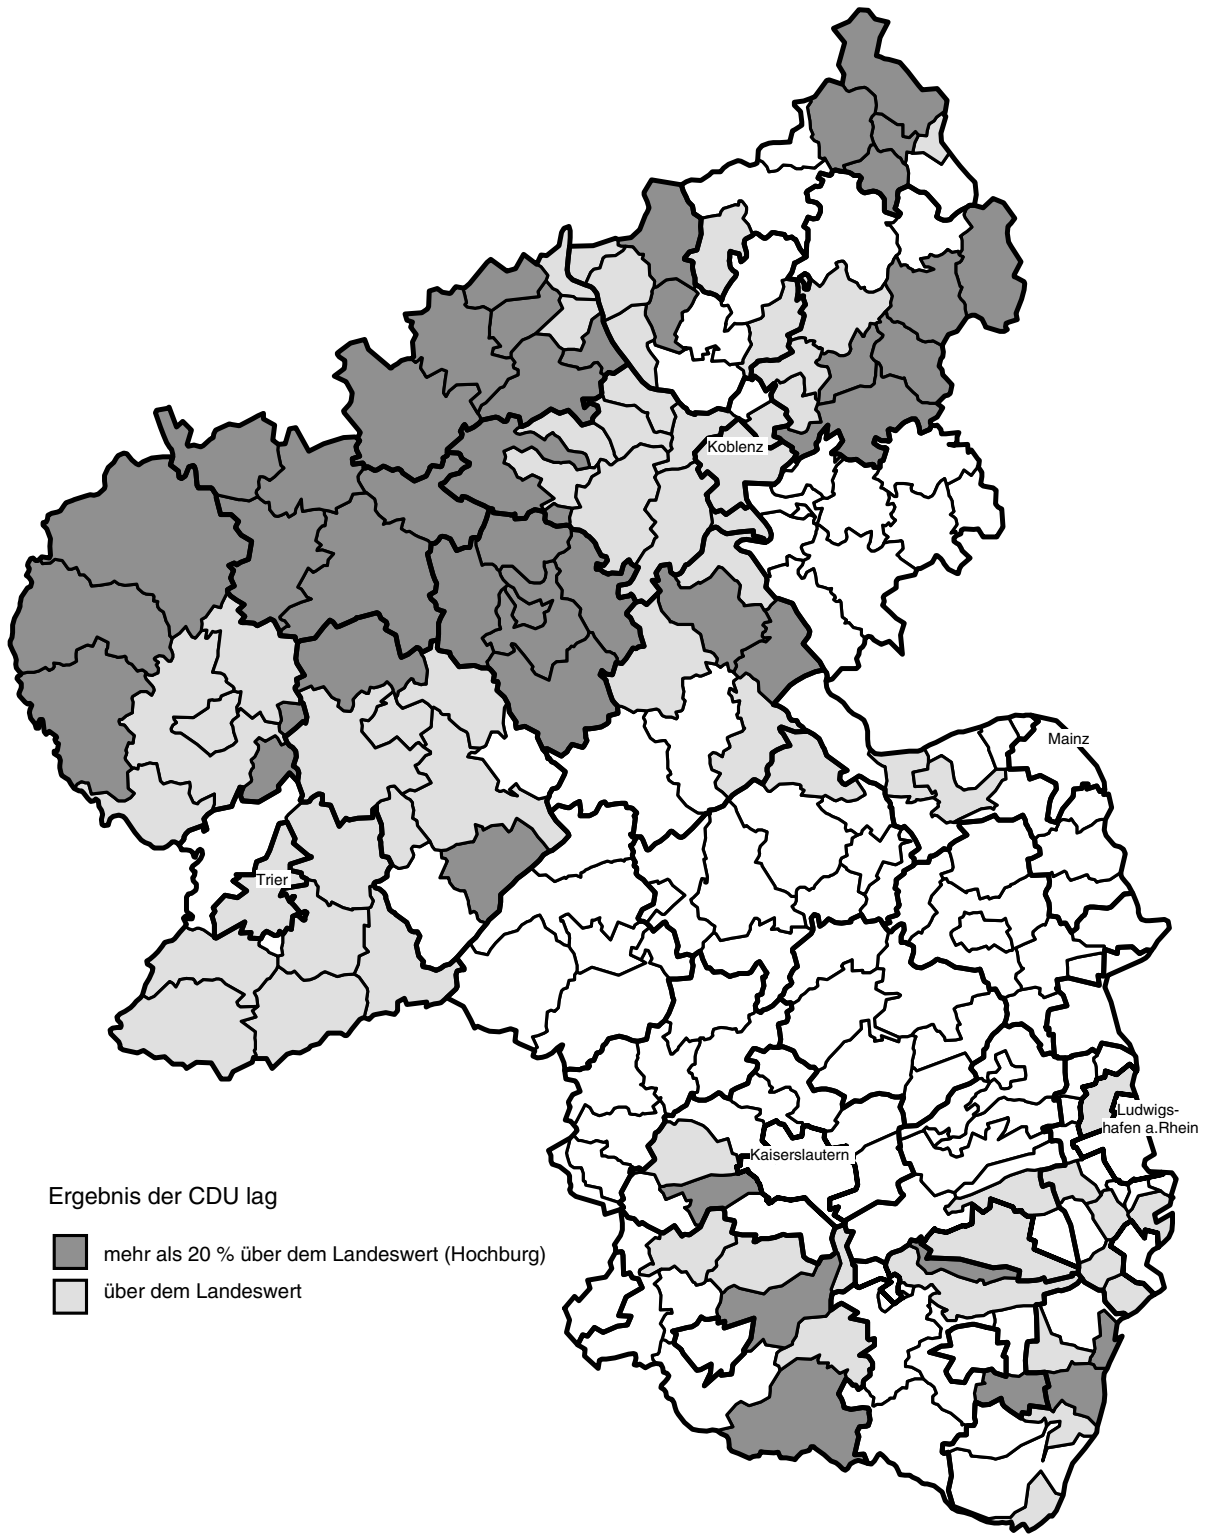 Koblenz
Mainz
Trier
Ludwigs-
hafen a.Rhein
Kaiserslautern
Ergebnis der CDU lag
mehr als 20 % über dem Landeswert (Hochburg)
über dem Landeswert